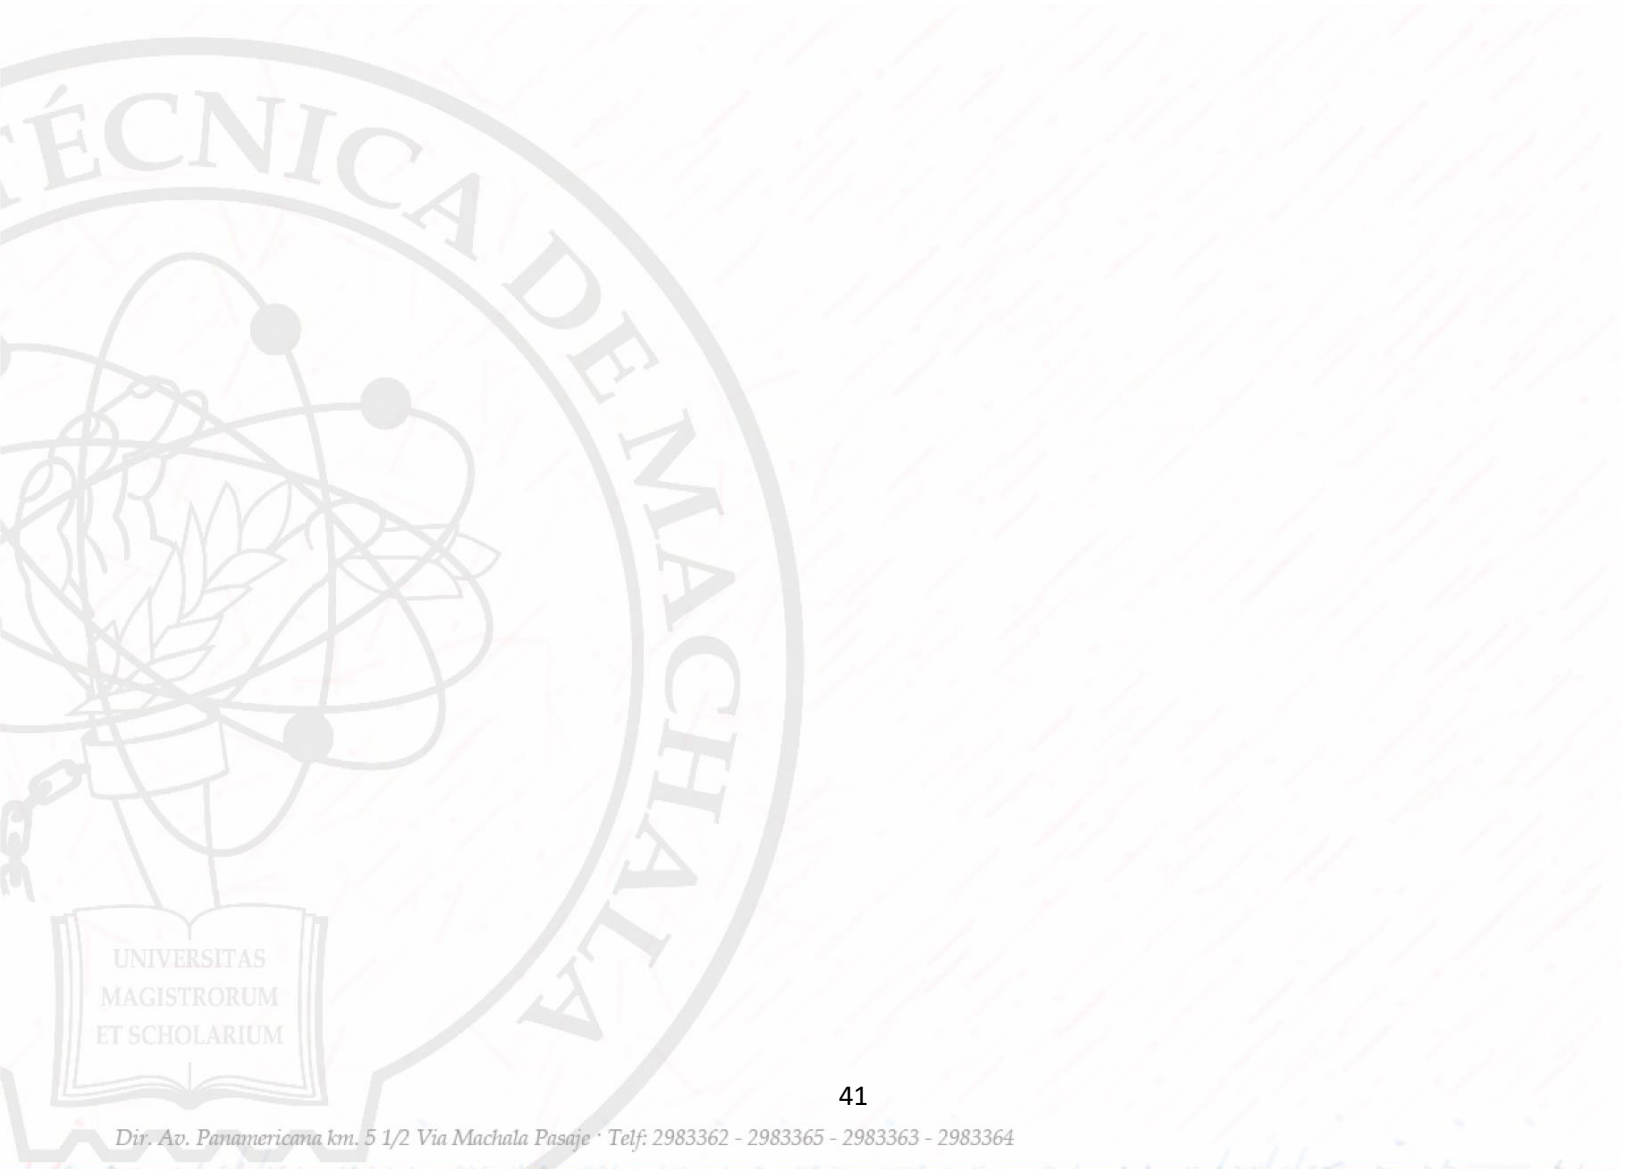 TÉCNICA DE MACHALA
UNIVERSITAS
MAGISTRORUM
ET SCHOLARIUM
41
Dir. Av. Panamericana km. 5 1/2 Via Machala Pasaje · Telf: 2983362 - 2983365 - 2983363 - 2983364